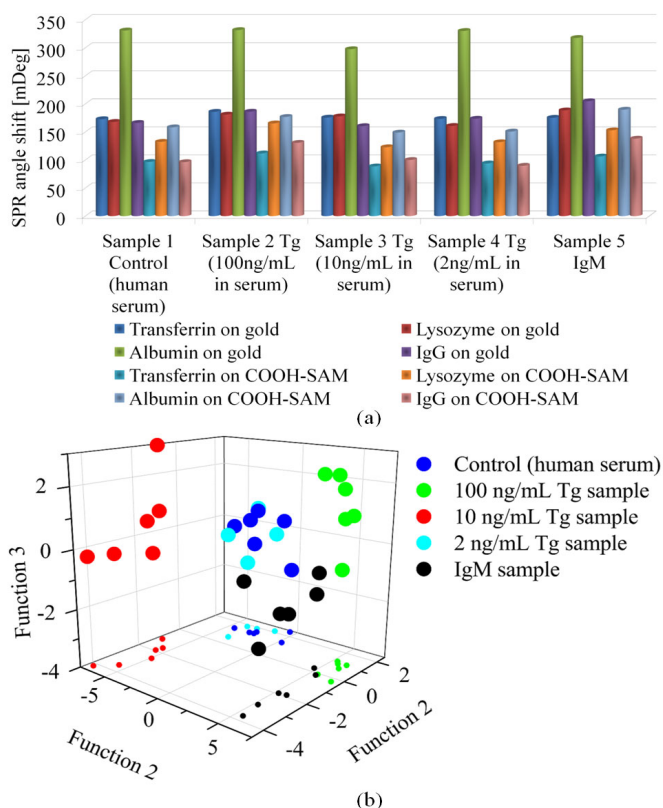 SPR angle shift [mDeg]
350
300
250
200
150
100
50
0
Sample 1
Control
(human
serum)
Sample 2 Tg
(100ng/mL
in serum)
Sample 3 Tg
(10ng/mL in
serum)
Sample 4 Tg
(2ng/mL in
serum)
Sample 5
IgM
Transferrin on gold
Lysozyme on gold
Albumin on gold
IgG on gold
Transferrin on COOH-SAM
Lysozyme on COOH-SAM
Albumin on COOH-SAM
IgG on COOH-SAM
(a)
Control (human serum)
100 ng/mL Tg sample
10 ng/mL Tg sample
2 ng/mL Tg sample
IgM sample
Function 3
2
0
-2
-4
-5
0
5
Function 2
-4
-2
0
2
Function 2
(b)